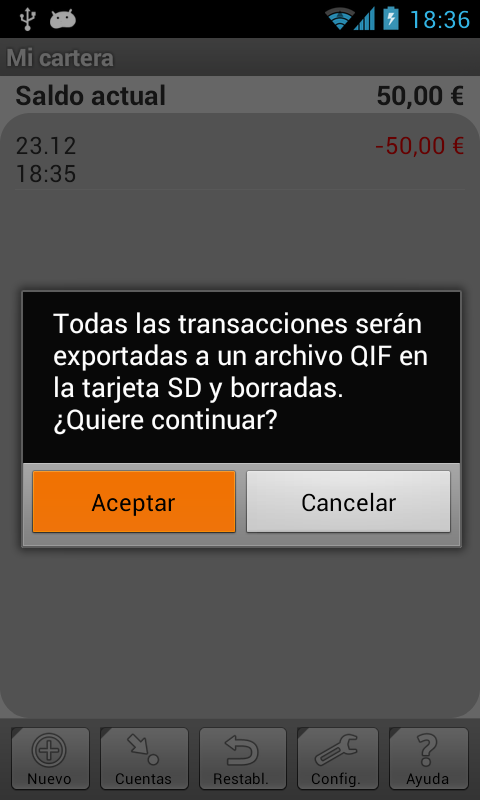 18:36
Mi cartera
Saldo actual 50,00 €
23.12 -50,00 €
18:35
Todas las transacciones serán
exportadas a un archivo QIF en
la tarjeta SD y borradas.
¿Quiere continuar?
Aceptar Cancelar
Nuevo Cuentas Restabl. Config. Ayuda